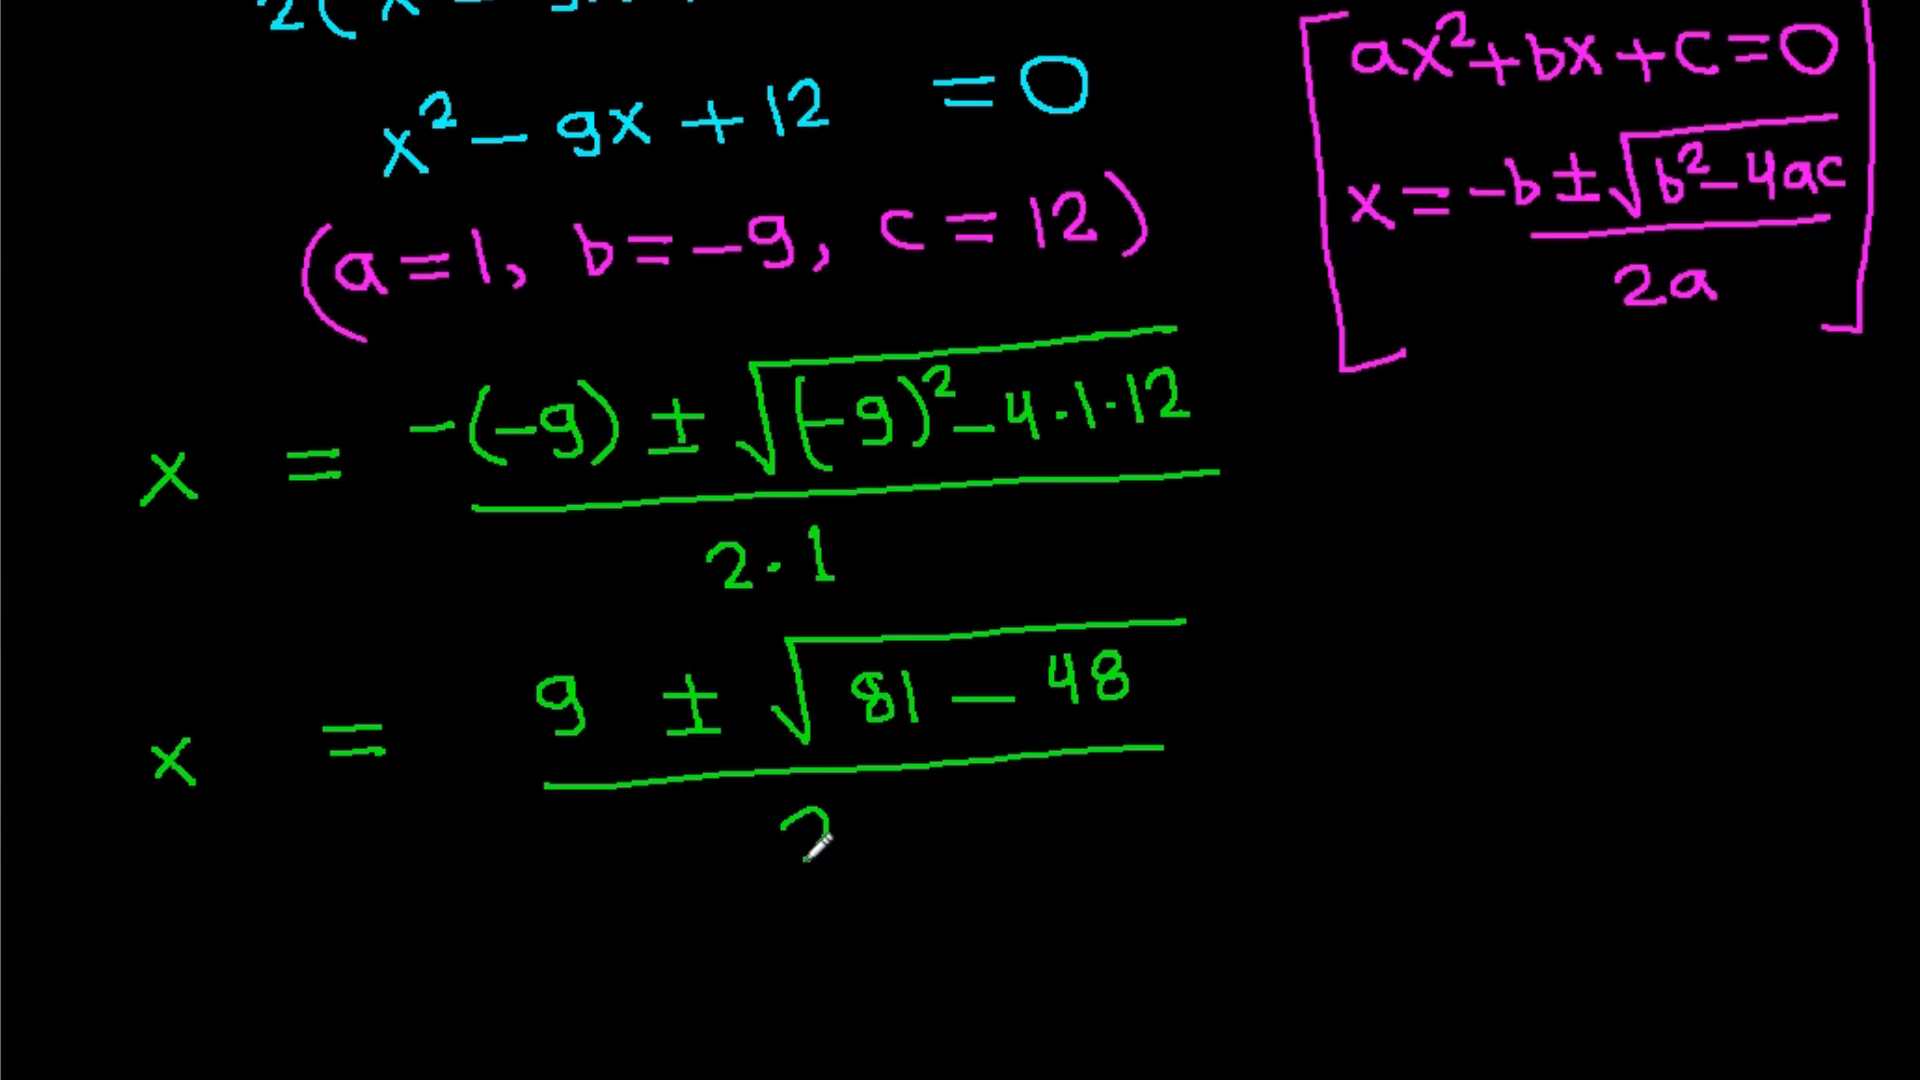 2(x
x² - 9x + 12 = 0
(a = 1, b = -9, c = 12)
x = -(-9) ± √(-9)² - 4·1·12
2·1
x = 9 ± √81 - 48
2
ax² + bx + c = 0
x = -b ± √b² - 4ac
2a